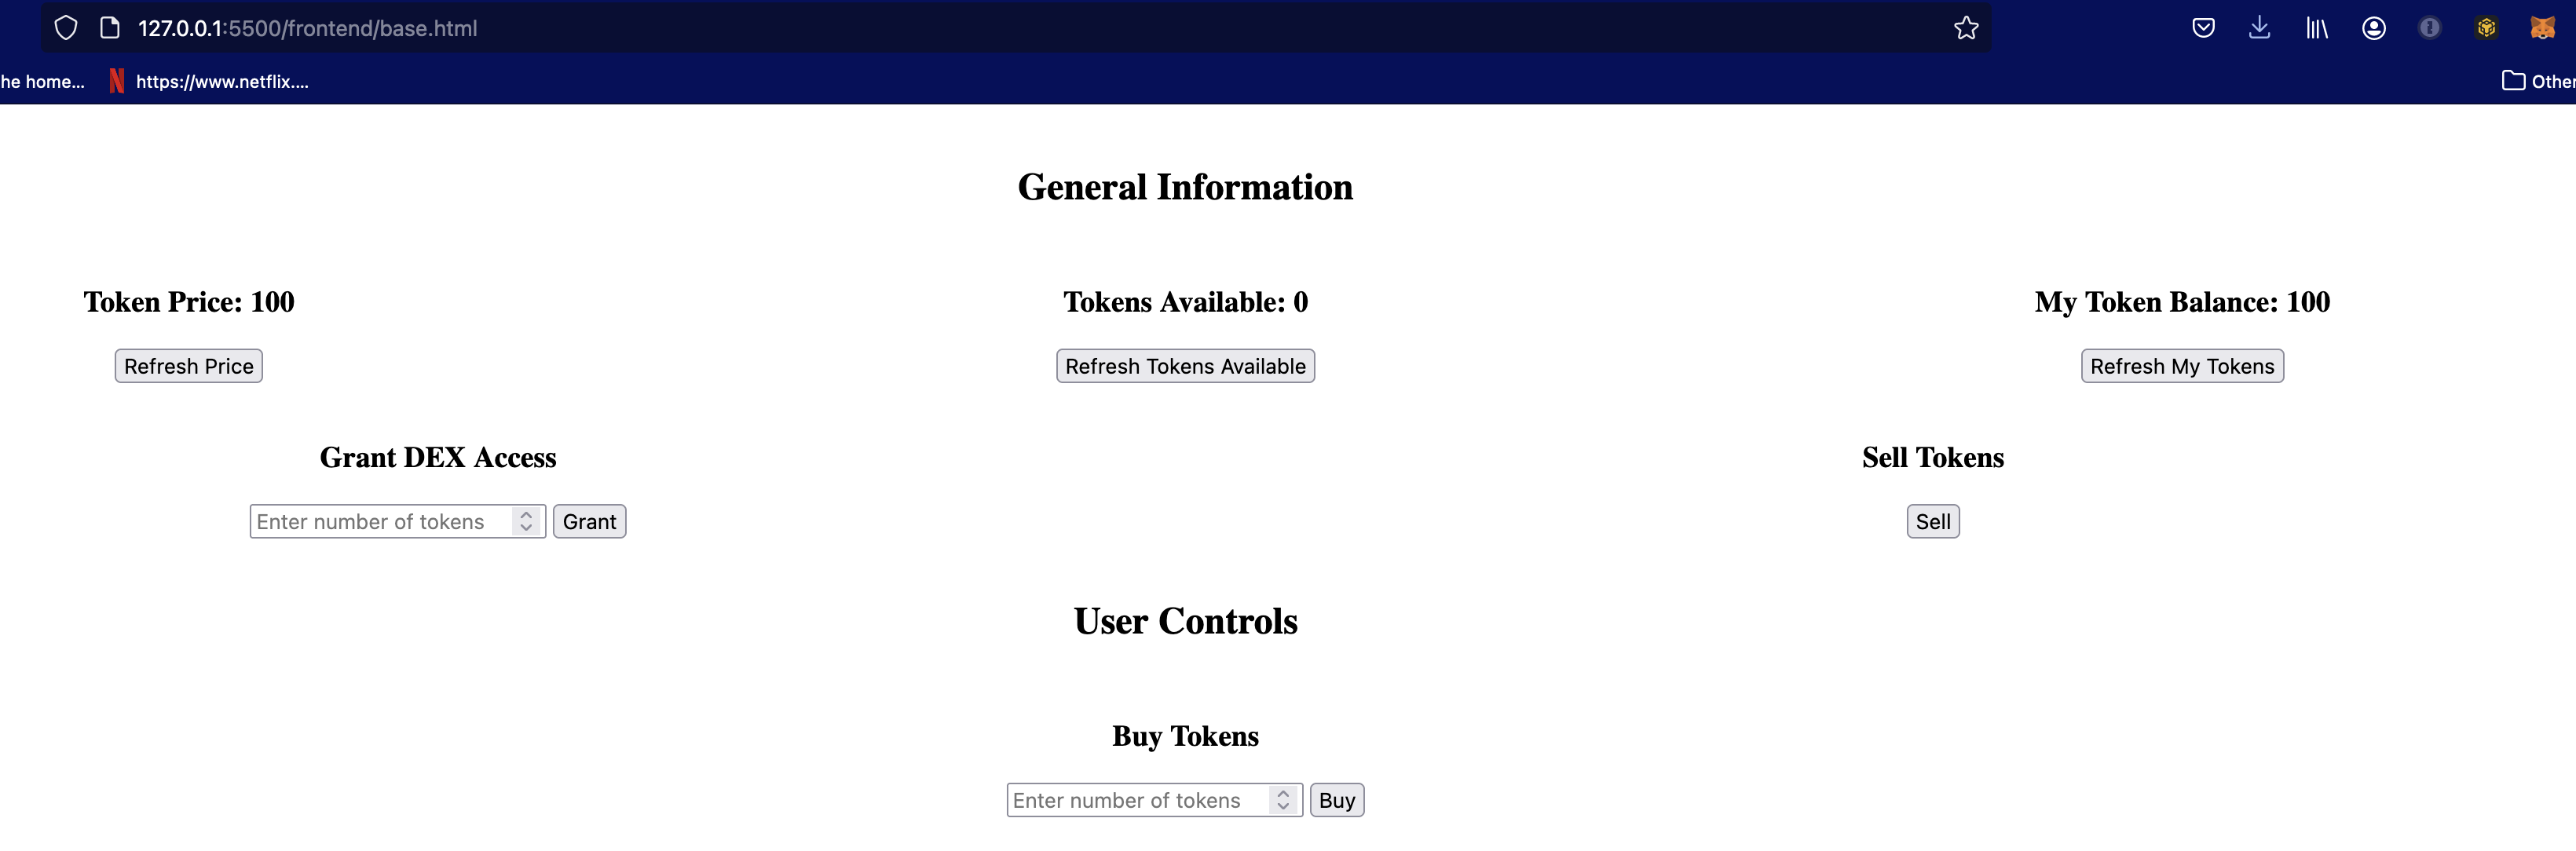 127.0.0.1:5500/frontend/base.html
he home... https://www.netflix.... Other
General Information
Token Price: 100 Tokens Available: 0 My Token Balance: 100
Refresh Price Refresh Tokens Available Refresh My Tokens
Grant DEX Access Sell Tokens
Enter number of tokens Grant Sell
User Controls
Buy Tokens
Enter number of tokens Buy